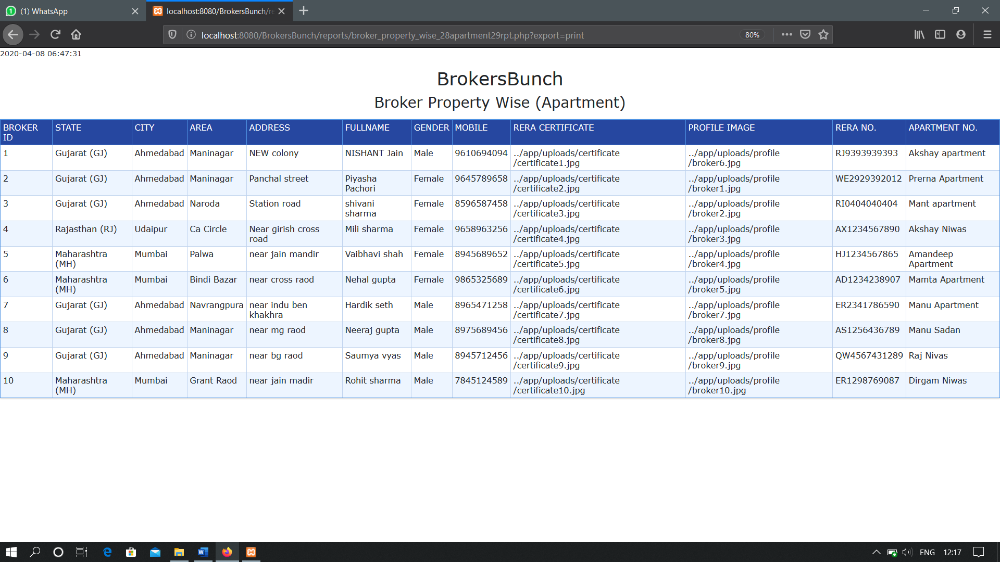 (1) WhatsApp
localhost:8080/BrokersBunch/re
localhost:8080/BrokersBunch/reports/broker_property_wise_28apartment29rpt.php?export=print
80%
2020-04-08 06:47:31
BrokersBunch
Broker Property Wise (Apartment)
BROKER ID STATE CITY AREA ADDRESS FULLNAME GENDER MOBILE RERA CERTIFICATE PROFILE IMAGE RERA NO. APARTMENT NO.
1 Gujarat (GJ) Ahmedabad Maninagar NEW colony NISHANT Jain Male 9610694094 ../app/uploads/certificate/certificate1.jpg ../app/uploads/profile/broker6.jpg RJ9393939393 Akshay apartment
2 Gujarat (GJ) Ahmedabad Maninagar Panchal street Piyasha Pachori Female 9645789658 ../app/uploads/certificate/certificate2.jpg ../app/uploads/profile/broker1.jpg WE2929392012 Prerna Apartment
3 Gujarat (GJ) Ahmedabad Naroda Station road shivani sharma Female 8596587458 ../app/uploads/certificate/certificate3.jpg ../app/uploads/profile/broker2.jpg RI0404040404 Mant apartment
4 Rajasthan (RJ) Udaipur Ca Circle Near girish cross road Mili sharma Female 9658963256 ../app/uploads/certificate/certificate4.jpg ../app/uploads/profile/broker3.jpg AX1234567890 Akshay Niwas
5 Maharashtra (MH) Mumbai Palwa near jain mandir Vaibhavi shah Female 8945689652 ../app/uploads/certificate/certificate5.jpg ../app/uploads/profile/broker4.jpg HJ1234567865 Amandeep Apartment
6 Maharashtra (MH) Mumbai Bindi Bazar near cross raod Nehal gupta Female 9865325689 ../app/uploads/certificate/certificate6.jpg ../app/uploads/profile/broker5.jpg AD1234238907 Mamta Apartment
7 Gujarat (GJ) Ahmedabad Navrangpura near indu ben khakhra Hardik seth Male 8965471258 ../app/uploads/certificate/certificate7.jpg ../app/uploads/profile/broker7.jpg ER2341786590 Manu Apartment
8 Gujarat (GJ) Ahmedabad Maninagar near mg raod Neeraj gupta Male 8975689456 ../app/uploads/certificate/certificate8.jpg ../app/uploads/profile/broker8.jpg AS1256436789 Manu Sadan
9 Gujarat (GJ) Ahmedabad Maninagar near bg raod Saumya vyas Male 8945712456 ../app/uploads/certificate/certificate9.jpg ../app/uploads/profile/broker9.jpg QW4567431289 Raj Nivas
10 Maharashtra (MH) Mumbai Grant Raod near jain madir Rohit sharma Male 7845124589 ../app/uploads/certificate/certificate10.jpg ../app/uploads/profile/broker10.jpg ER1298769087 Dirgam Niwas
ENG 12:17